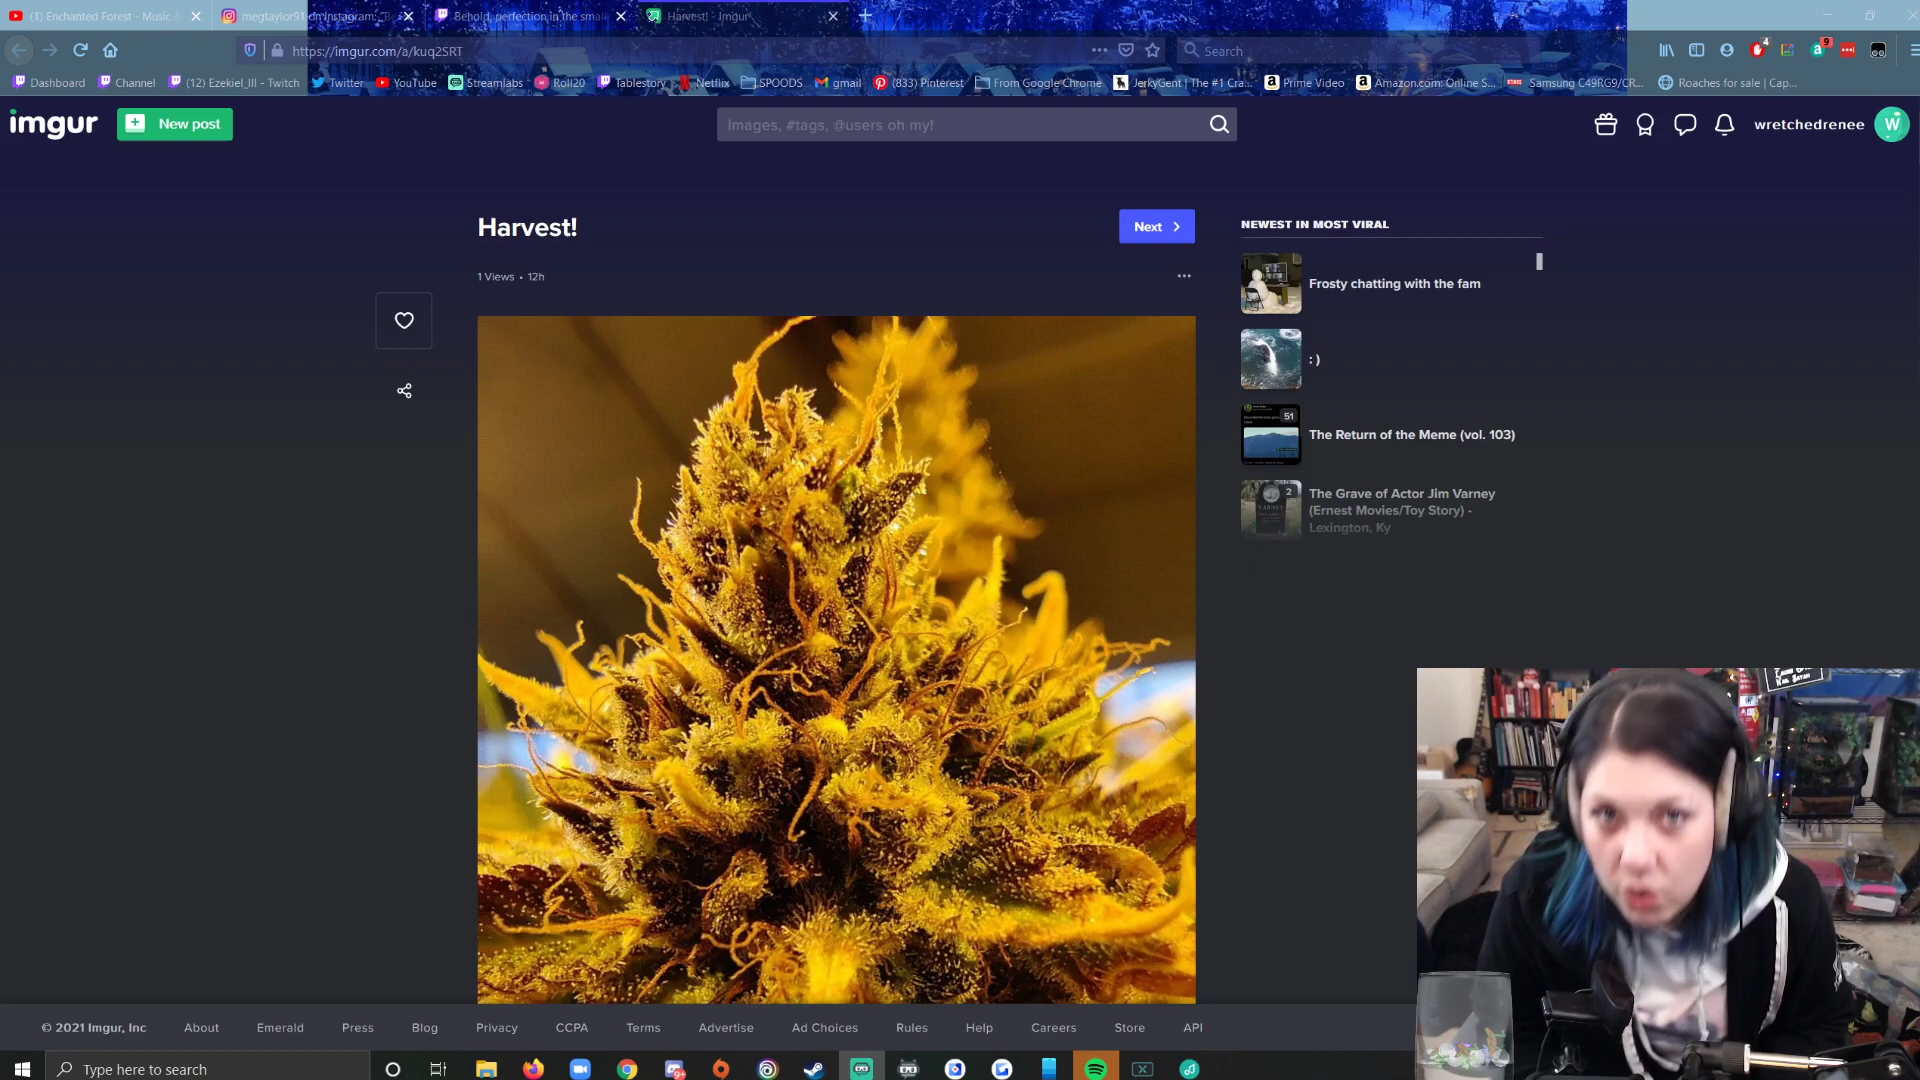 (1) Enchanted Forest - Music &
megtaylor91 on Instagram: "B
Behold, perfection in the smal
Harvest! - Imgur
https://imgur.com/a/kuq2SRT
Search
4
9
Dashboard
Channel
(12) Ezekiel_III - Twitch
Twitter
YouTube
Streamlabs
Roll20
Tablestory
Netflix
SPOODS
gmail
(833) Pinterest
From Google Chrome
JerkyGent | The #1 Cra...
Prime Video
Amazon.com: Online S...
Samsung C49RG9/CR...
Roaches for sale | Cap...
imgur
New post
Images, #tags, @users oh my!
wretchedrenee
W
Harvest!
Next
1 Views • 12h
NEWEST IN MOST VIRAL
Frosty chatting with the fam
: )
51
The Return of the Meme (vol. 103)
2
VARNEY
The Grave of Actor Jim Varney
(Ernest Movies/Toy Story) -
Lexington, Ky
© 2021 Imgur, Inc
About
Emerald
Press
Blog
Privacy
CCPA
Terms
Advertise
Ad Choices
Rules
Help
Careers
Store
API
Type here to search
9+